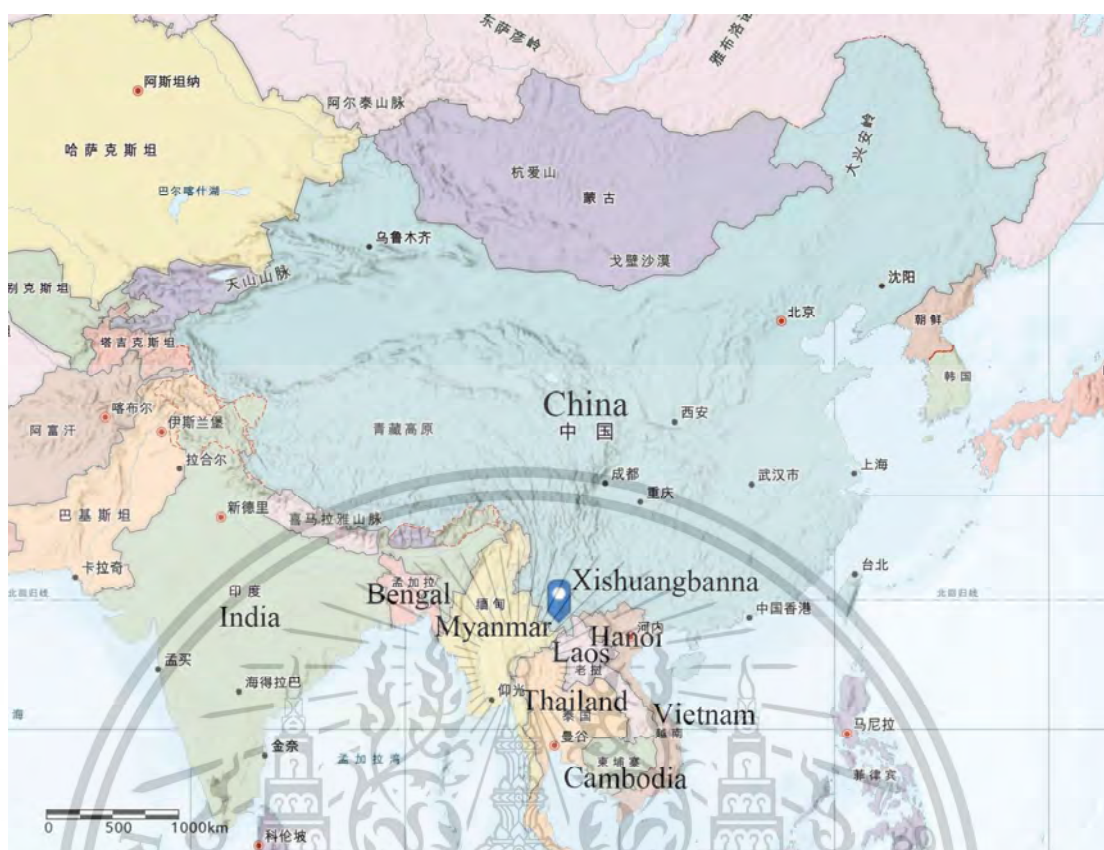 东萨彦岭
雅布洛诺
阿斯坦纳
阿尔泰山脉
大兴安岭
哈萨克斯坦
杭爱山
蒙古
巴尔喀什湖
乌鲁木齐
戈壁沙漠
天山山脉
沈阳
别克斯坦
北京
朝鲜
塔吉克斯坦
韩国
China
喀布尔
西安
伊斯兰堡
青藏高原
中国
阿富汗
拉合尔
成都
武汉市
上海
重庆
巴基斯坦
新德里
喜马拉雅山脉
卡拉奇
台北
孟加拉
Xishuangbanna
北回归线
印度
Bengal
缅甸
北回归线
India
Myanmar
中国香港
Hanoi
河内
Laos
老挝
孟买
海得拉巴
仰光
Thailand
泰国
Vietnam
越南
海
马尼拉
金奈
孟加拉湾
曼谷
柬埔寨
Cambodia
菲律宾
0 500 1000km
科伦坡